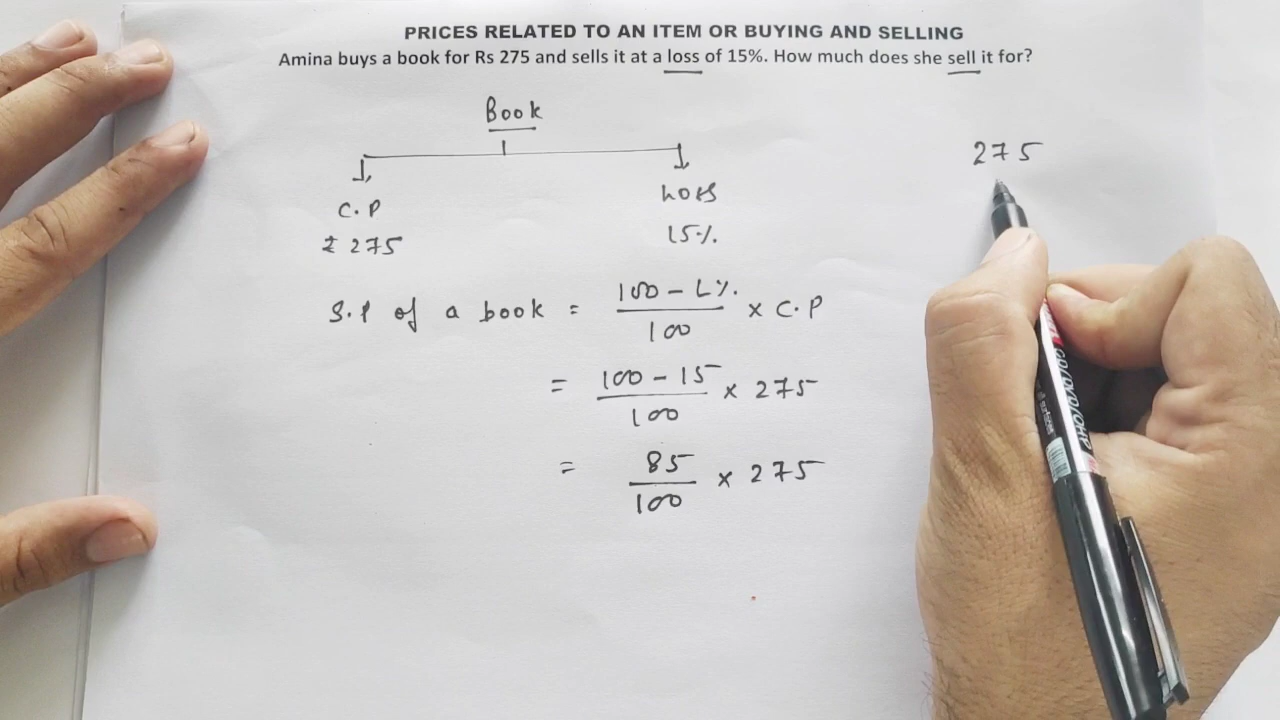 PRICES RELATED TO AN ITEM OR BUYING AND SELLING
Amina buys a book for Rs 275 and sells it at a loss of 15%. How much does she sell it for?
Book
C.P
Loss
₹ 275
15%
275
S.P of a book = 100 - L% / 100 × C.P
= 100 - 15 / 100 × 275
= 85 / 100 × 275